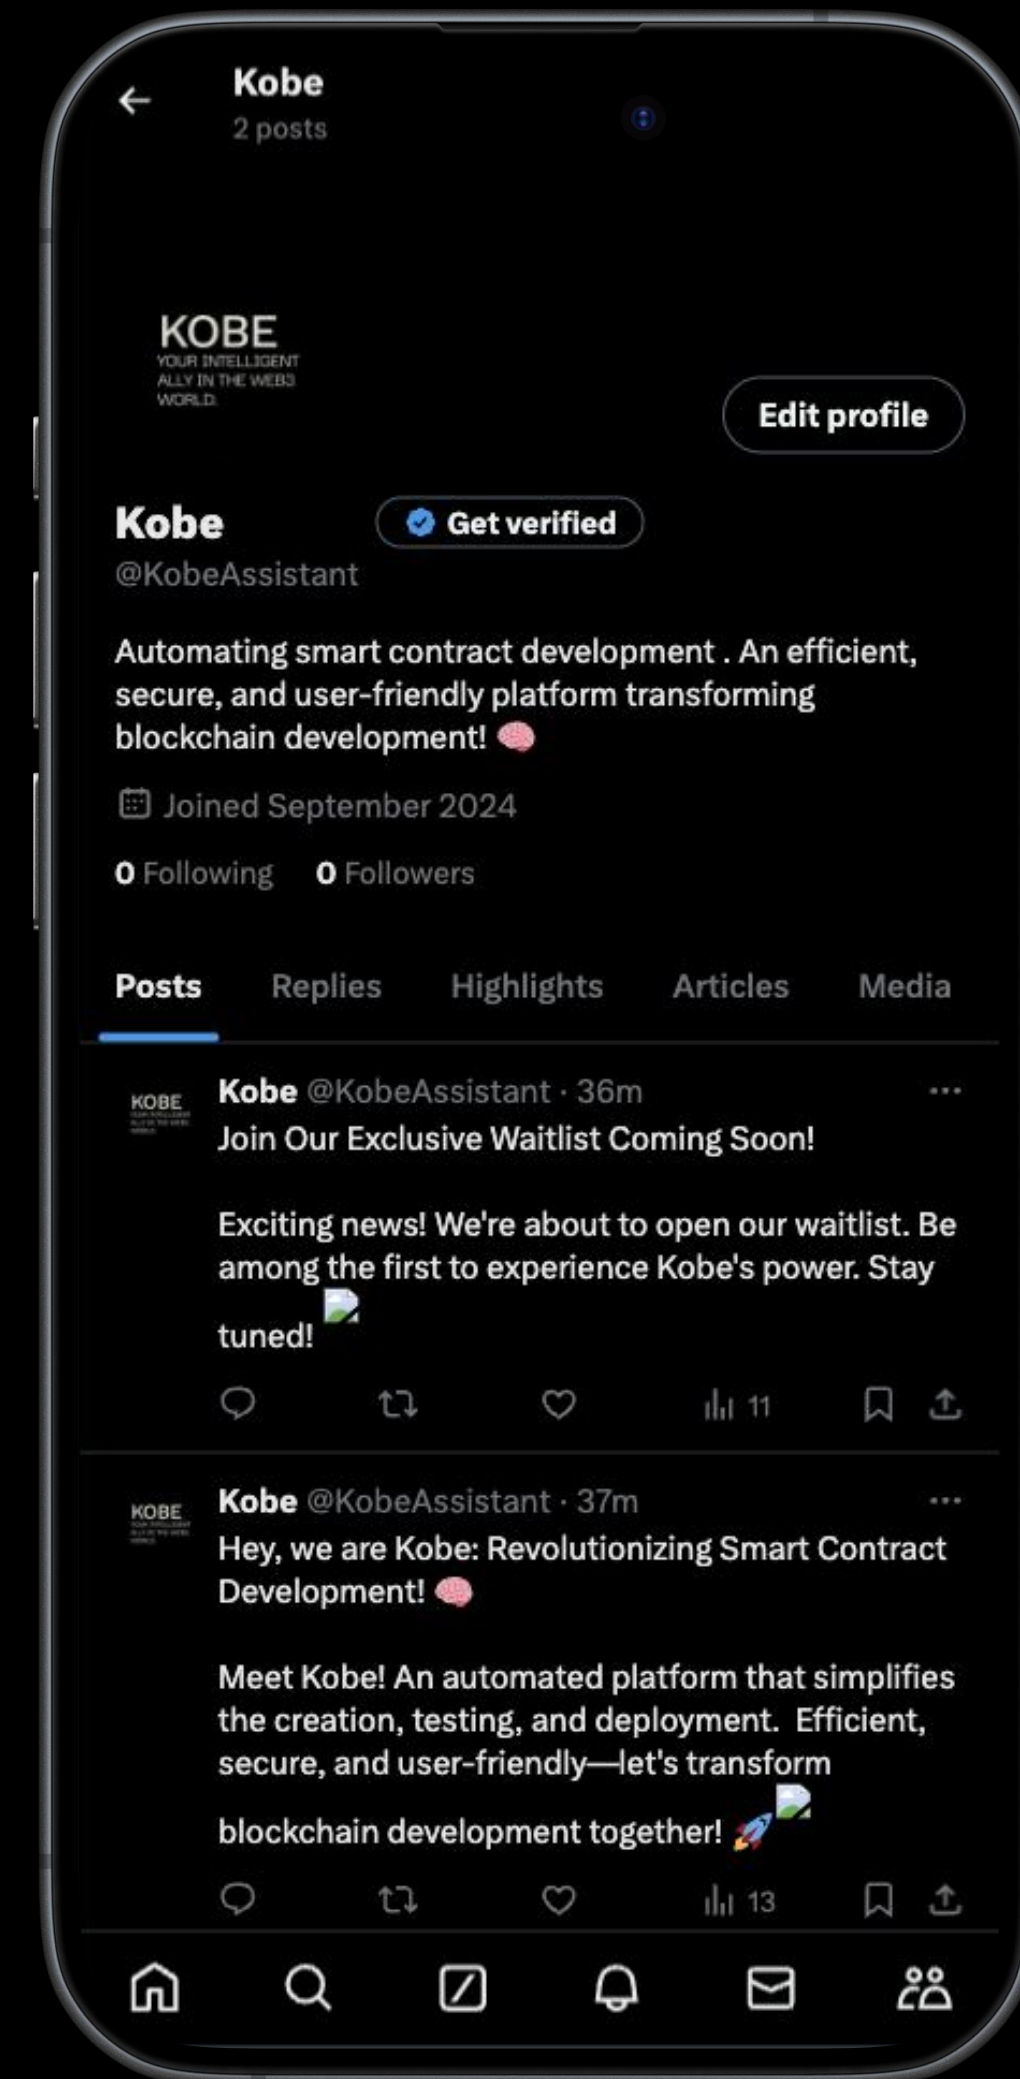 Kobe
2 posts
KOBE
YOUR INTELLIGENT
ALLY IN THE WEB3
WORLD.
Edit profile
Kobe
Get verified
@KobeAssistant
Automating smart contract development . An efficient,
secure, and user-friendly platform transforming
blockchain development! 🧠
Joined September 2024
0 Following 0 Followers
Posts Replies Highlights Articles Media
KOBE
Kobe @KobeAssistant · 36m
Join Our Exclusive Waitlist Coming Soon!
Exciting news! We're about to open our waitlist. Be
among the first to experience Kobe's power. Stay
tuned!
11
KOBE
Kobe @KobeAssistant · 37m
Hey, we are Kobe: Revolutionizing Smart Contract
Development! 🧠
Meet Kobe! An automated platform that simplifies
the creation, testing, and deployment.  Efficient,
secure, and user-friendly—let's transform
blockchain development together! 🚀
13